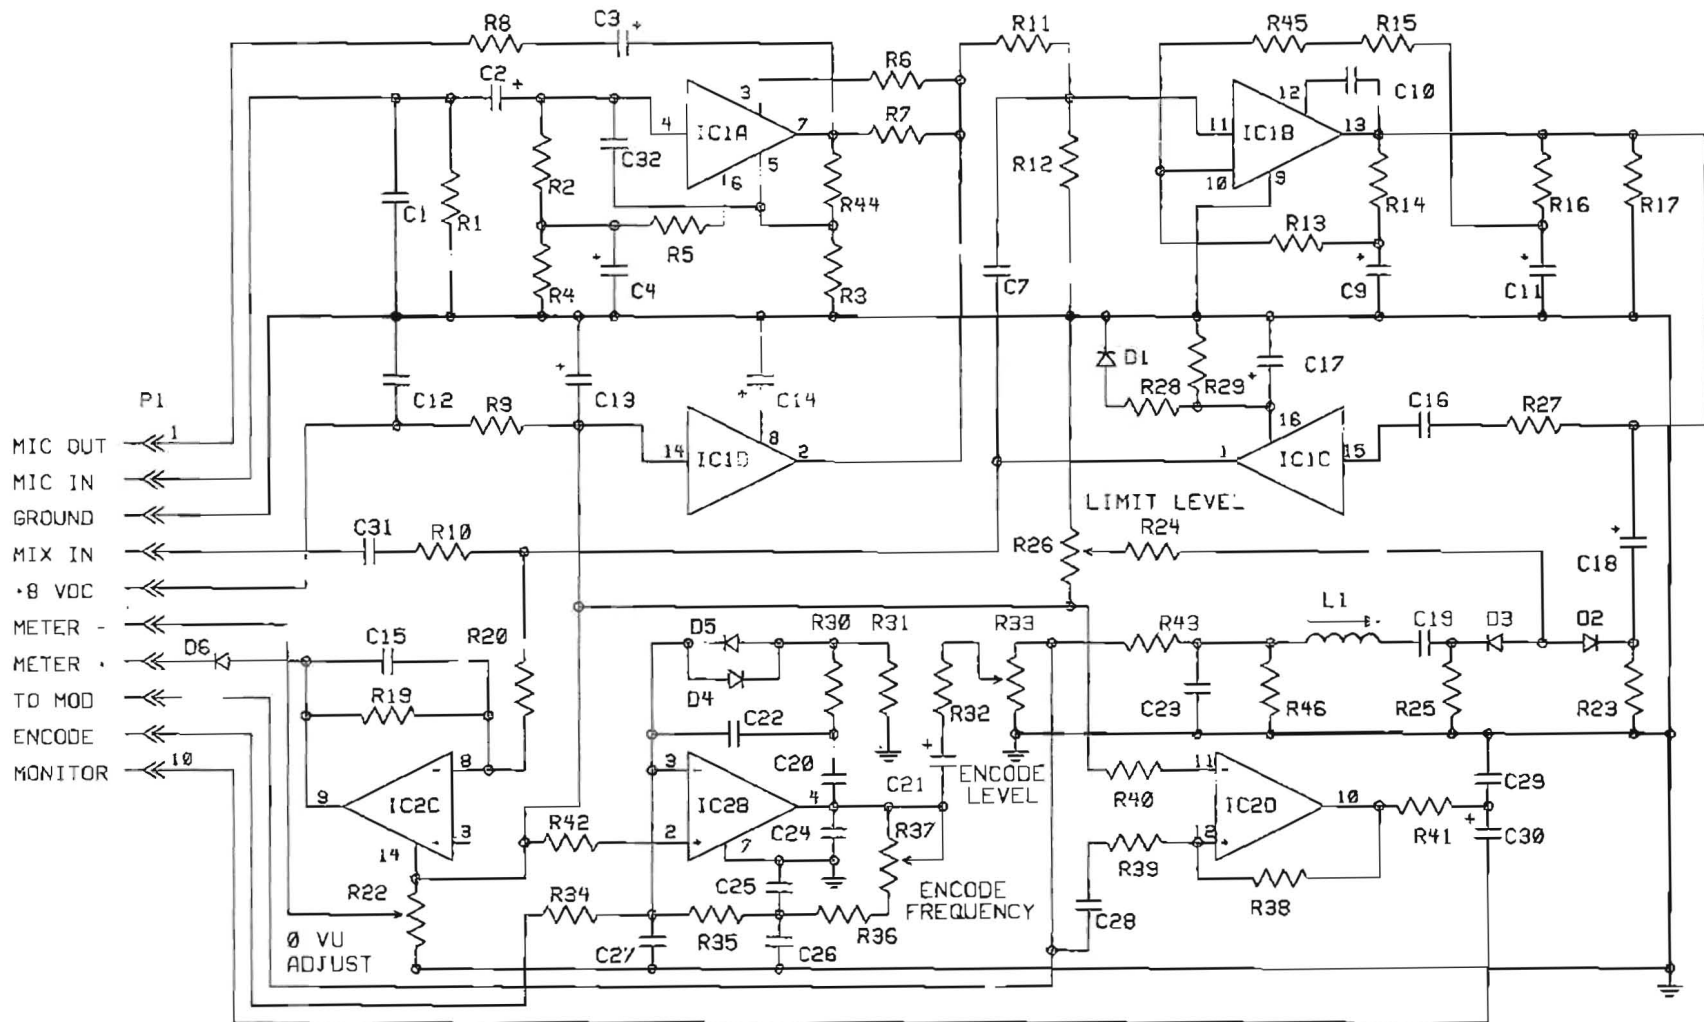 R8
C3
+
R11
R45
R15
C2
+
R6
3
12
C10
4
IC1A
7
R7
11
IC1B
13
C32
5
R12
10
9
R2
6
R44
R14
R16
R17
C1
R1
R5
R13
+
C4
R4
R3
C7
+
C9
+
C11
D1
+
C17
P1
C12
R9
+
C13
+
C14
R28
R29
C16
R27
1
MIC OUT
8
16
14
IC1D
2
1
IC1C
15
MIC IN
LIMIT LEVEL
GROUND
C31
R10
R24
+
MIX IN
R26
C18
+8 VDC
L1
METER -
C15
R20
D5
R30
R31
R33
R43
C19
D3
D2
METER +
D6
TO MOD
R19
D4
R32
C23
R46
R25
R23
ENCODE
C22
+
MONITOR
10
8
-
3
-
C20
C21
ENCODE
LEVEL
11
-
C29
9
IC2C
IC2B
4
R40
IC2D
10
3
R42
2
+
C24
R37
12
+
R41
+
C30
14
7
R39
R22
R34
C25
ENCODE
FREQUENCY
R38
C28
0 VU
ADJUST
C27
R35
C26
R36